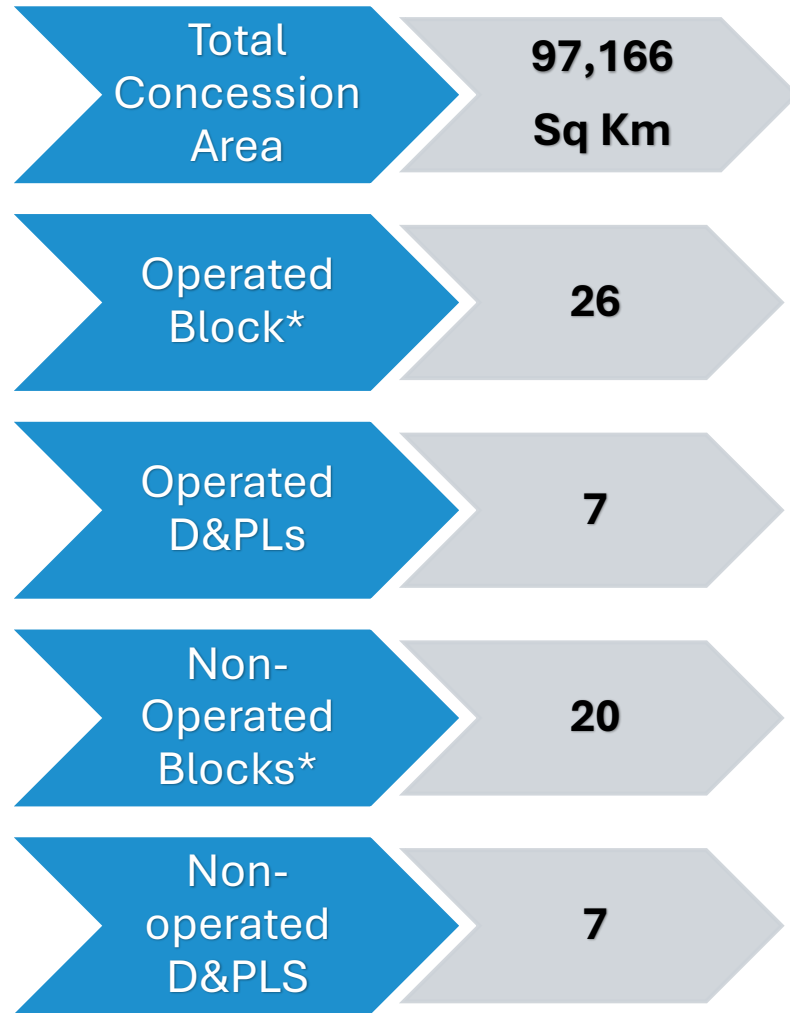 Total
Concession
Area
97,166
Sq Km
Operated
Block*
26
Operated
D&PLs
7
Non-
Operated
Blocks*
20
Non-
operated
D&PLS
7